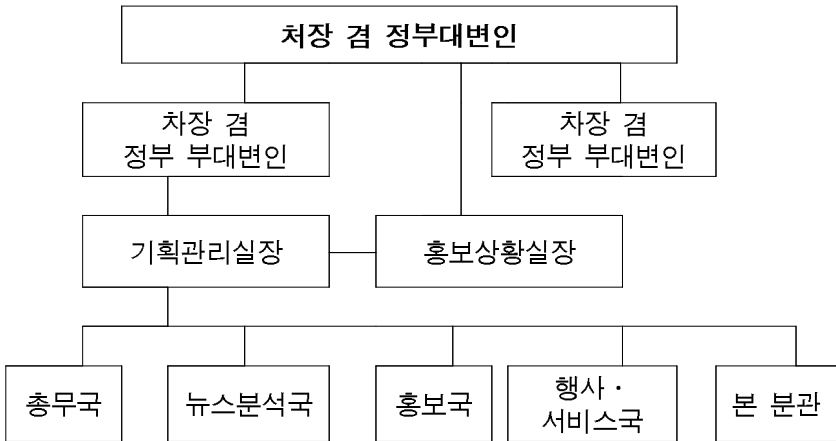 처장 겸 정부대변인
차장 겸
정부 부대변인
차장 겸
정부 부대변인
기획관리실장
홍보상황실장
총무국
뉴스분석국
홍보국
행사·
서비스국
본 분관